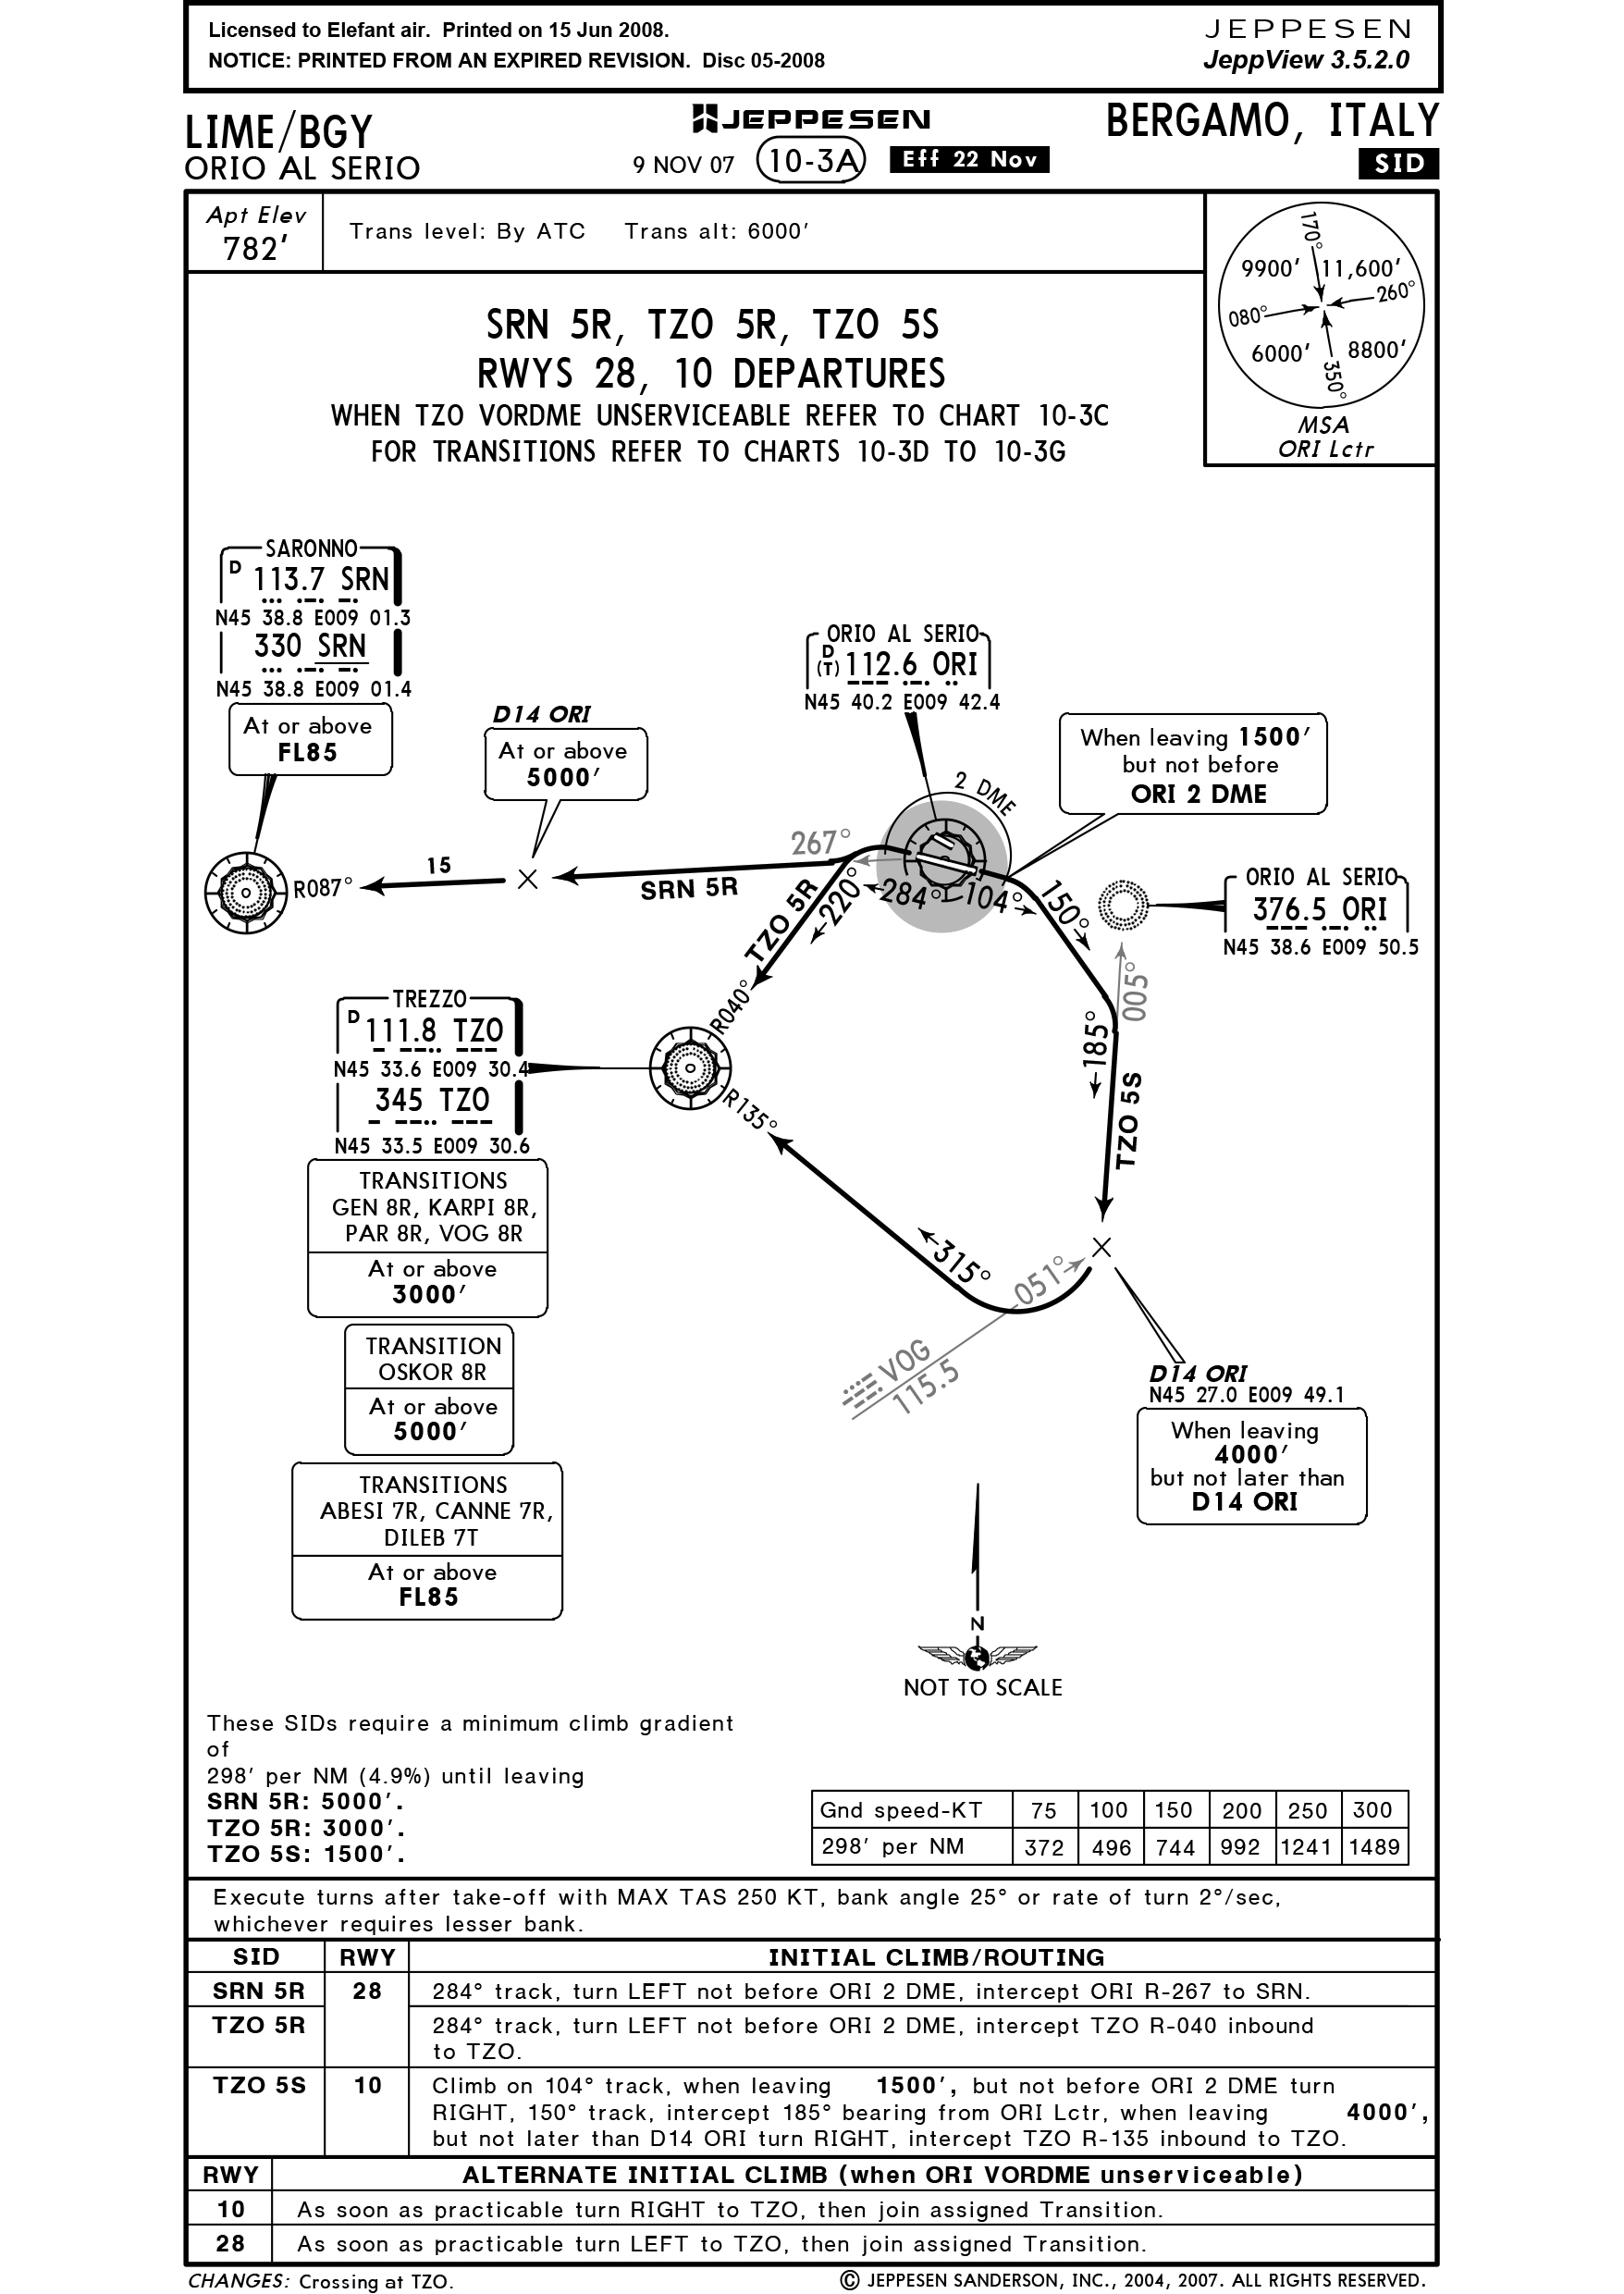 Licensed to Elefant air. Printed on 15 Jun 2008.
NOTICE: PRINTED FROM AN EXPIRED REVISION. Disc 05-2008
JEPPESEN
JeppView 3.5.2.0
LIME/BGY
ORIO AL SERIO
JEPPESEN
9 NOV 07 10-3A Eff 22 Nov
BERGAMO, ITALY
SID
Apt Elev
782'
Trans level: By ATC Trans alt: 6000'
170°
9900' 11,600'
260°
080°
6000' 8800'
350°
MSA
ORI Lctr
SRN 5R, TZO 5R, TZO 5S
RWYS 28, 10 DEPARTURES
WHEN TZO VORDME UNSERVICEABLE REFER TO CHART 10-3C
FOR TRANSITIONS REFER TO CHARTS 10-3D TO 10-3G
SARONNO
D 113.7 SRN
N45 38.8 E009 01.3
330 SRN
N45 38.8 E009 01.4
At or above
FL85
D14 ORI
At or above
5000'
ORIO AL SERIO
D
(T) 112.6 ORI
N45 40.2 E009 42.4
When leaving 1500'
but not before
ORI 2 DME
2 DME
267°
R087°
15
SRN 5R
TZO 5R
220°
284°
104°
150°
ORIO AL SERIO
376.5 ORI
N45 38.6 E009 50.5
005°
185°
TZO 5S
R040°
TREZZO
D 111.8 TZO
N45 33.6 E009 30.4
345 TZO
N45 33.5 E009 30.6
R135°
TRANSITIONS
GEN 8R, KARPI 8R,
PAR 8R, VOG 8R
At or above
3000'
TRANSITION
OSKOR 8R
At or above
5000'
TRANSITIONS
ABESI 7R, CANNE 7R,
DILEB 7T
At or above
FL85
315°
051°
VOG
115.5
D14 ORI
N45 27.0 E009 49.1
When leaving
4000'
but not later than
D14 ORI
N
NOT TO SCALE
These SIDs require a minimum climb gradient
of
298' per NM (4.9%) until leaving
SRN 5R: 5000'.
TZO 5R: 3000'.
TZO 5S: 1500'.
Gnd speed-KT 75 100 150 200 250 300
298' per NM 372 496 744 992 1241 1489
Execute turns after take-off with MAX TAS 250 KT, bank angle 25° or rate of turn 2°/sec,
whichever requires lesser bank.
SID RWY INITIAL CLIMB/ROUTING
SRN 5R 28 284° track, turn LEFT not before ORI 2 DME, intercept ORI R-267 to SRN.
TZO 5R 284° track, turn LEFT not before ORI 2 DME, intercept TZO R-040 inbound
to TZO.
TZO 5S 10 Climb on 104° track, when leaving 1500', but not before ORI 2 DME turn
RIGHT, 150° track, intercept 185° bearing from ORI Lctr, when leaving 4000',
but not later than D14 ORI turn RIGHT, intercept TZO R-135 inbound to TZO.
RWY ALTERNATE INITIAL CLIMB (when ORI VORDME unserviceable)
10 As soon as practicable turn RIGHT to TZO, then join assigned Transition.
28 As soon as practicable turn LEFT to TZO, then join assigned Transition.
CHANGES: Crossing at TZO.
© JEPPESEN SANDERSON, INC., 2004, 2007. ALL RIGHTS RESERVED.